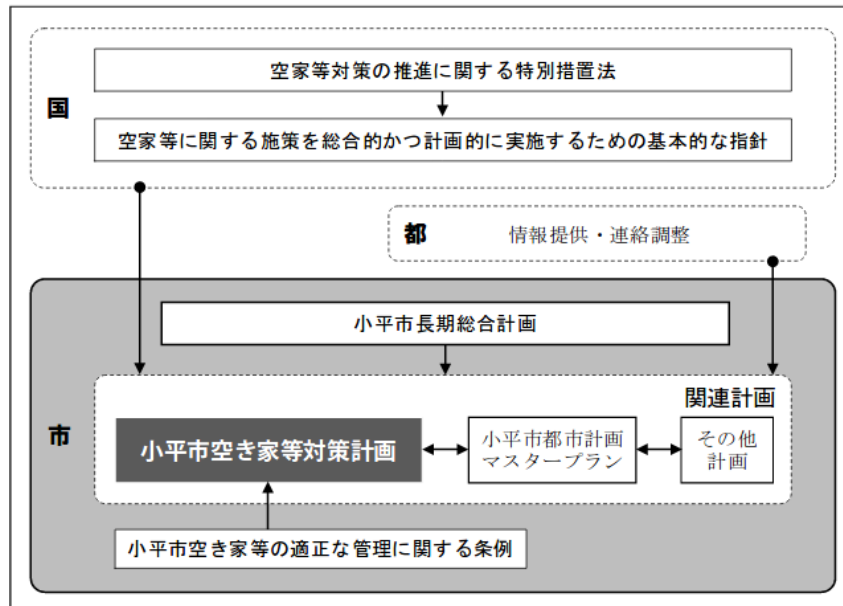 国
空家等対策の推進に関する特別措置法
空家等に関する施策を総合的かつ計画的に実施するための基本的な指針
都
情報提供・連絡調整
市
小平市長期総合計画
関連計画
小平市空き家等対策計画
小平市都市計画
マスタープラン
その他
計画
小平市空き家等の適正な管理に関する条例